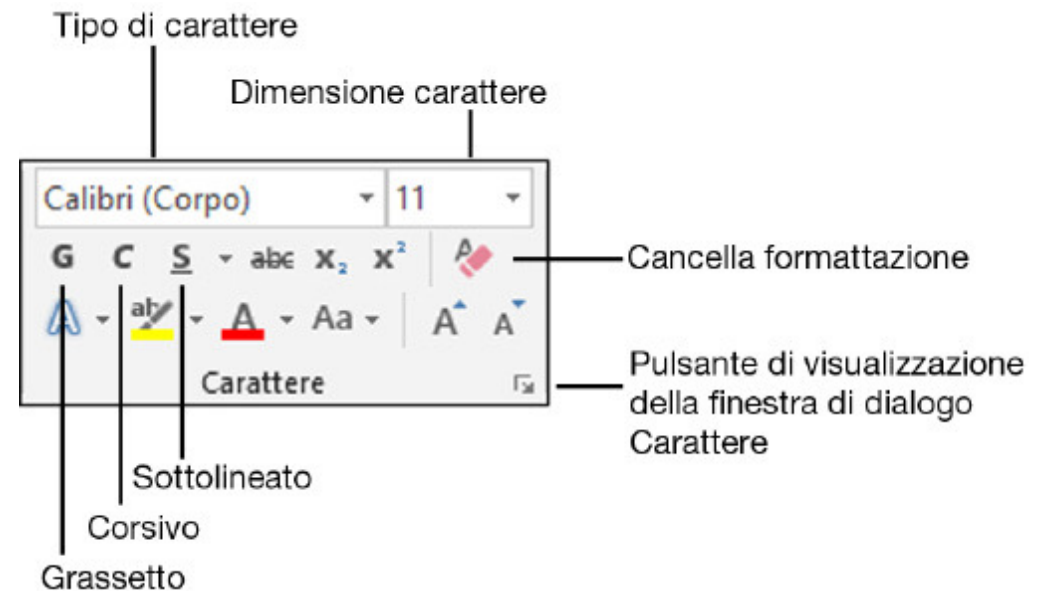 Tipo di carattere
Dimensione carattere
Calibri (Corpo) 11
G C S abc X₂ X² A
Cancella formattazione
A ab A Aa A A
Carattere
Pulsante di visualizzazione
della finestra di dialogo
Carattere
Sottolineato
Corsivo
Grassetto